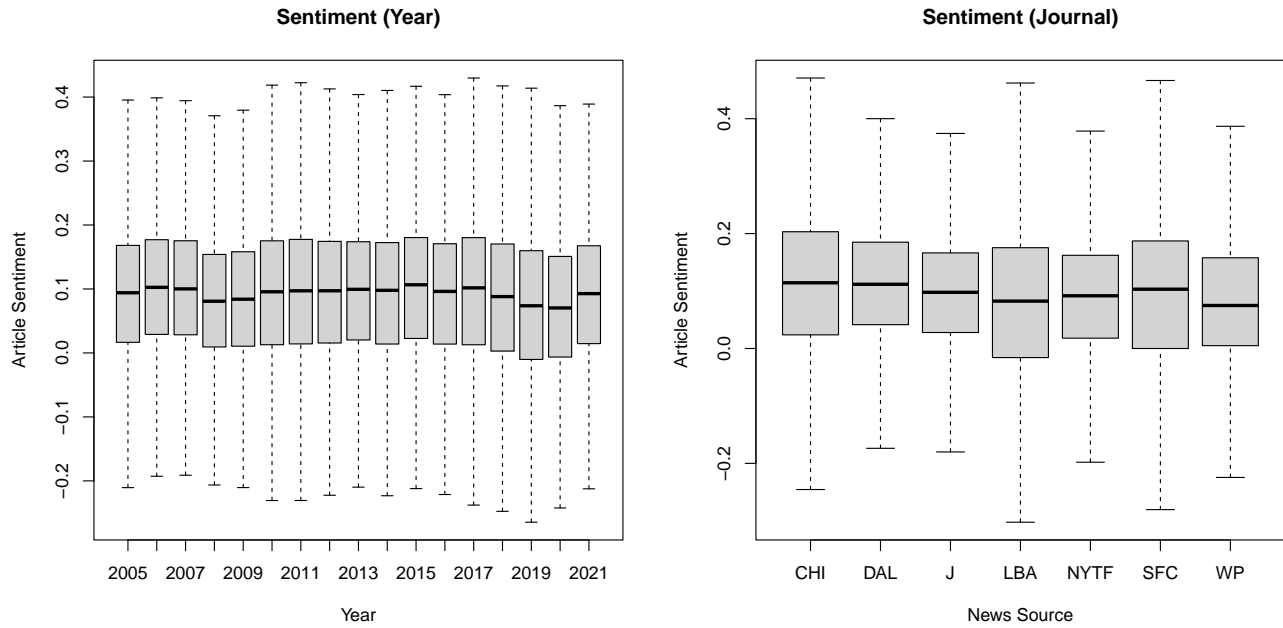 Sentiment (Year)
Article Sentiment
0.4
0.3
0.2
0.1
0.0
−0.1
−0.2
2005 2007 2009 2011 2013 2015 2017 2019 2021
Year
Sentiment (Journal)
Article Sentiment
0.4
0.2
0.0
−0.2
CHI DAL J LBA NYTF SFC WP
News Source